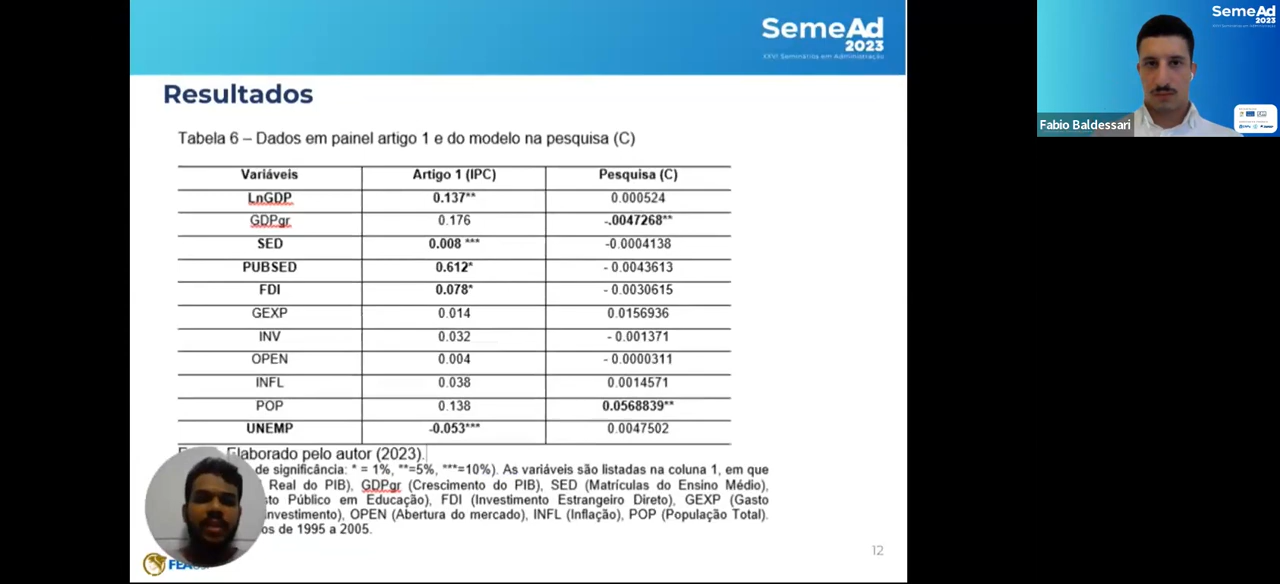 SemeAd
2023
XXVI Seminários em Administração
Resultados
Tabela 6 – Dados em painel artigo 1 e do modelo na pesquisa (C)
Variáveis Artigo 1 (IPC) Pesquisa (C)
LnGDP 0.137** 0.000524
GDPgr 0.176 -.0047268**
SED 0.008 *** -0.0004138
PUBSED 0.612* - 0.0043613
FDI 0.078* - 0.0030615
GEXP 0.014 0.0156936
INV 0.032 - 0.001371
OPEN 0.004 - 0.0000311
INFL 0.038 0.0014571
POP 0.138 0.0568839**
UNEMP -0.053*** 0.0047502
Elaborado pelo autor (2023).
de significância: * = 1%, **=5%, ***=10%). As variáveis são listadas na coluna 1, em que
Real do PIB), GDPgr (Crescimento do PIB), SED (Matrículas do Ensino Médio),
Público em Educação), FDI (Investimento Estrangeiro Direto), GEXP (Gasto
OPEN (Abertura do mercado), INFL (Inflação), POP (População Total).
de 1995 a 2005.
12
SemeAd
2023
Fabio Baldessari